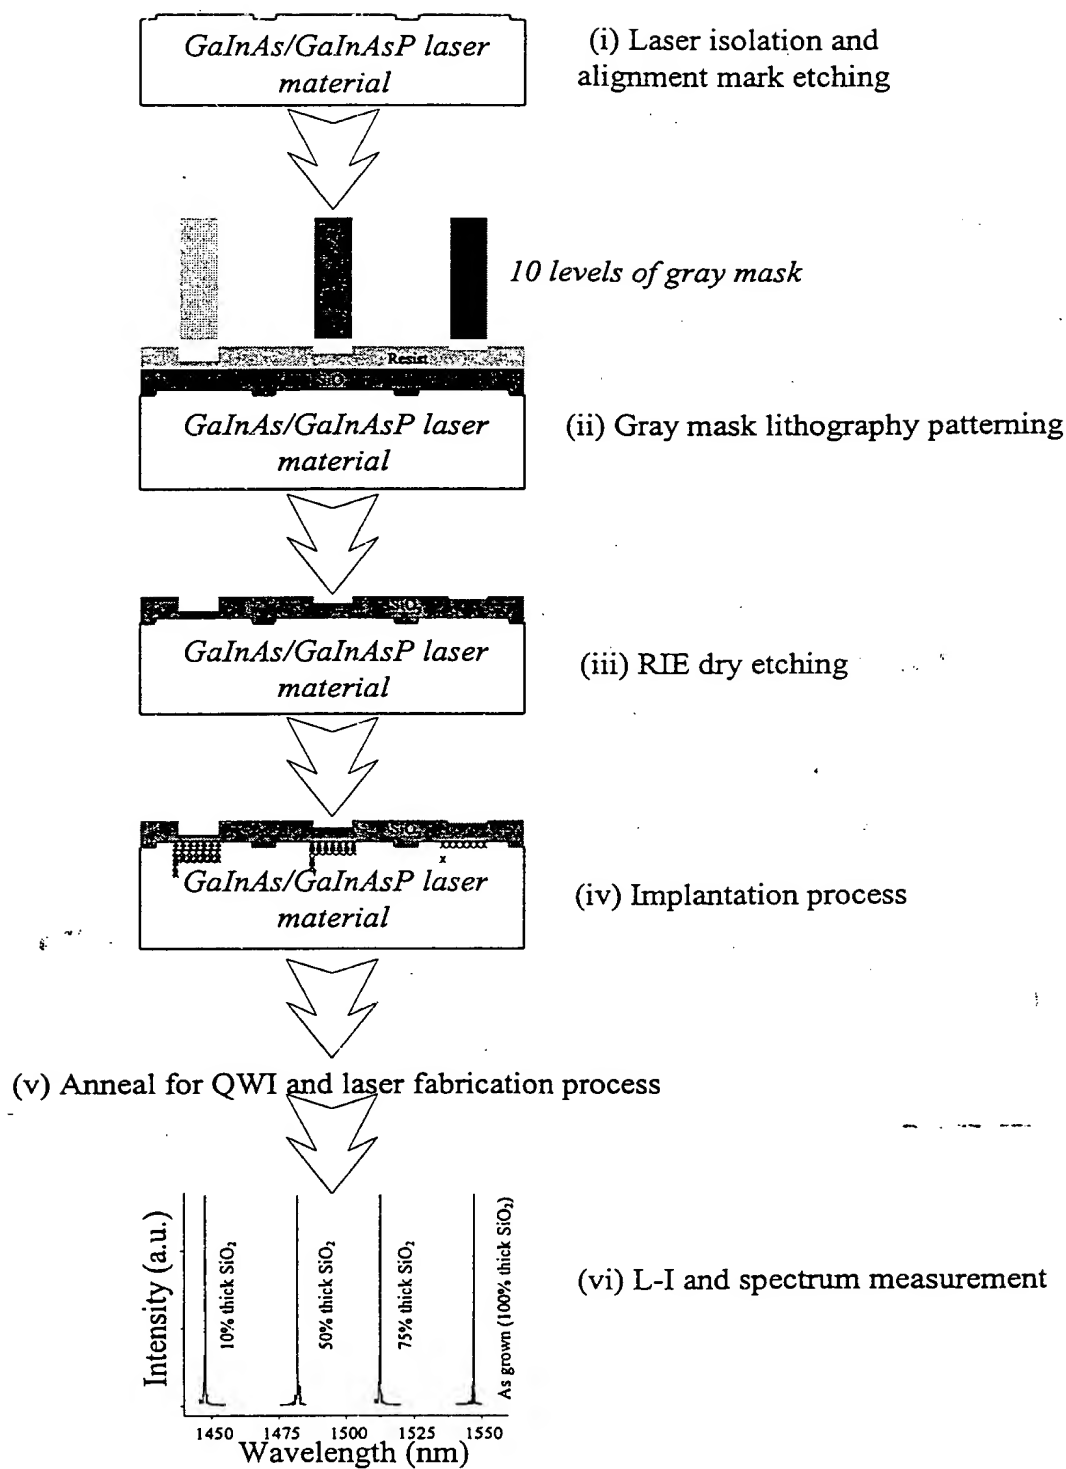 GaInAs/GaInAsP laser
material
(i) Laser isolation and
alignment mark etching
10 levels of gray mask
Resist
SiO
GaInAs/GaInAsP laser
material
(ii) Gray mask lithography patterning
GaInAs/GaInAsP laser
material
(iii) RIE dry etching
GaInAs/GaInAsP laser
material
(iv) Implantation process
(v) Anneal for QWI and laser fabrication process
Intensity (a.u.)
10% thick SiO₂
50% thick SiO₂
75% thick SiO₂
As grown (100% thick SiO₂)
1450 1475 1500 1525 1550
Wavelength (nm)
(vi) L-I and spectrum measurement